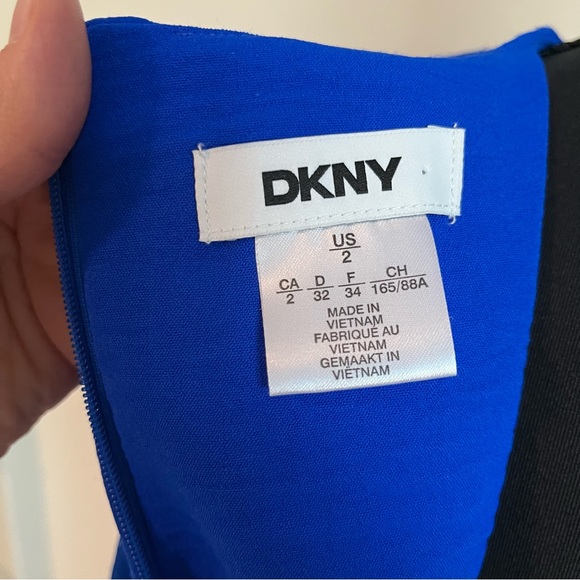 DKNY
US
2
CA D F CH
2 32 34 165/88A
MADE IN
VIETNAM
FABRIQUÉ AU
VIETNAM
GEMAAKT IN
VIETNAM